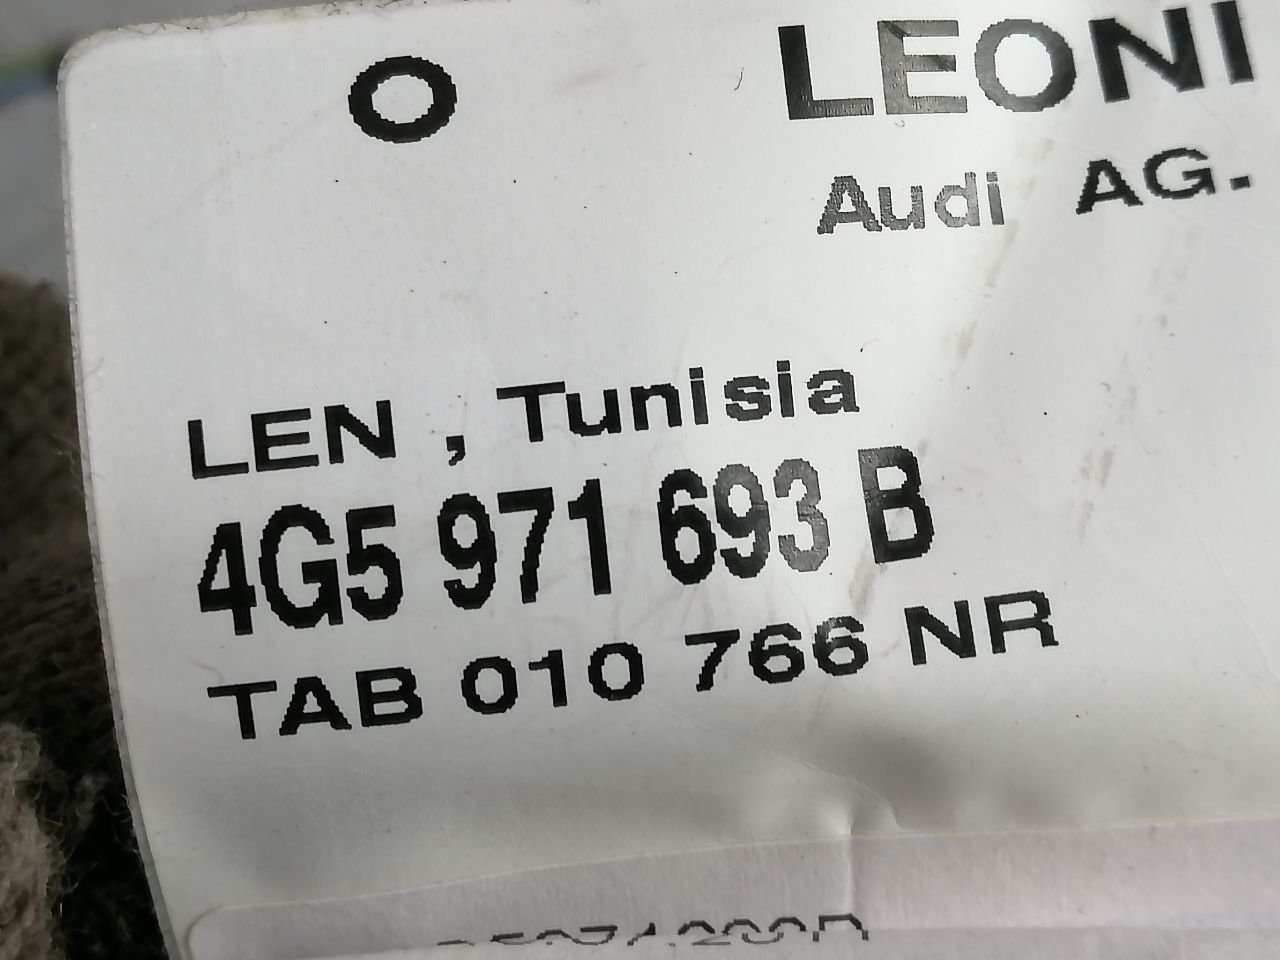 O LEONI
Audi AG.
LEN , Tunisia
4G5 971 693 B
TAB 010 766 NR